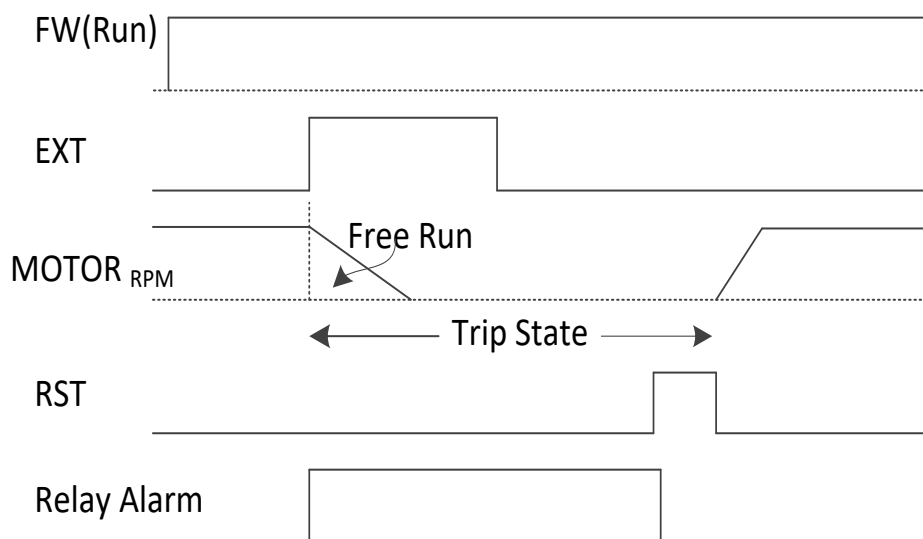 FW(Run)
EXT
Free Run
MOTOR RPM
Trip State
RST
Relay Alarm